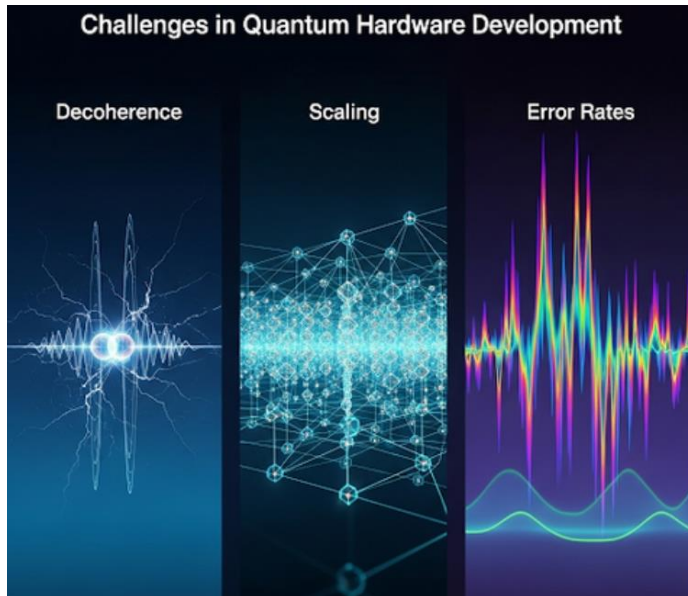 Challenges in Quantum Hardware Development
Decoherence
Scaling
Error Rates